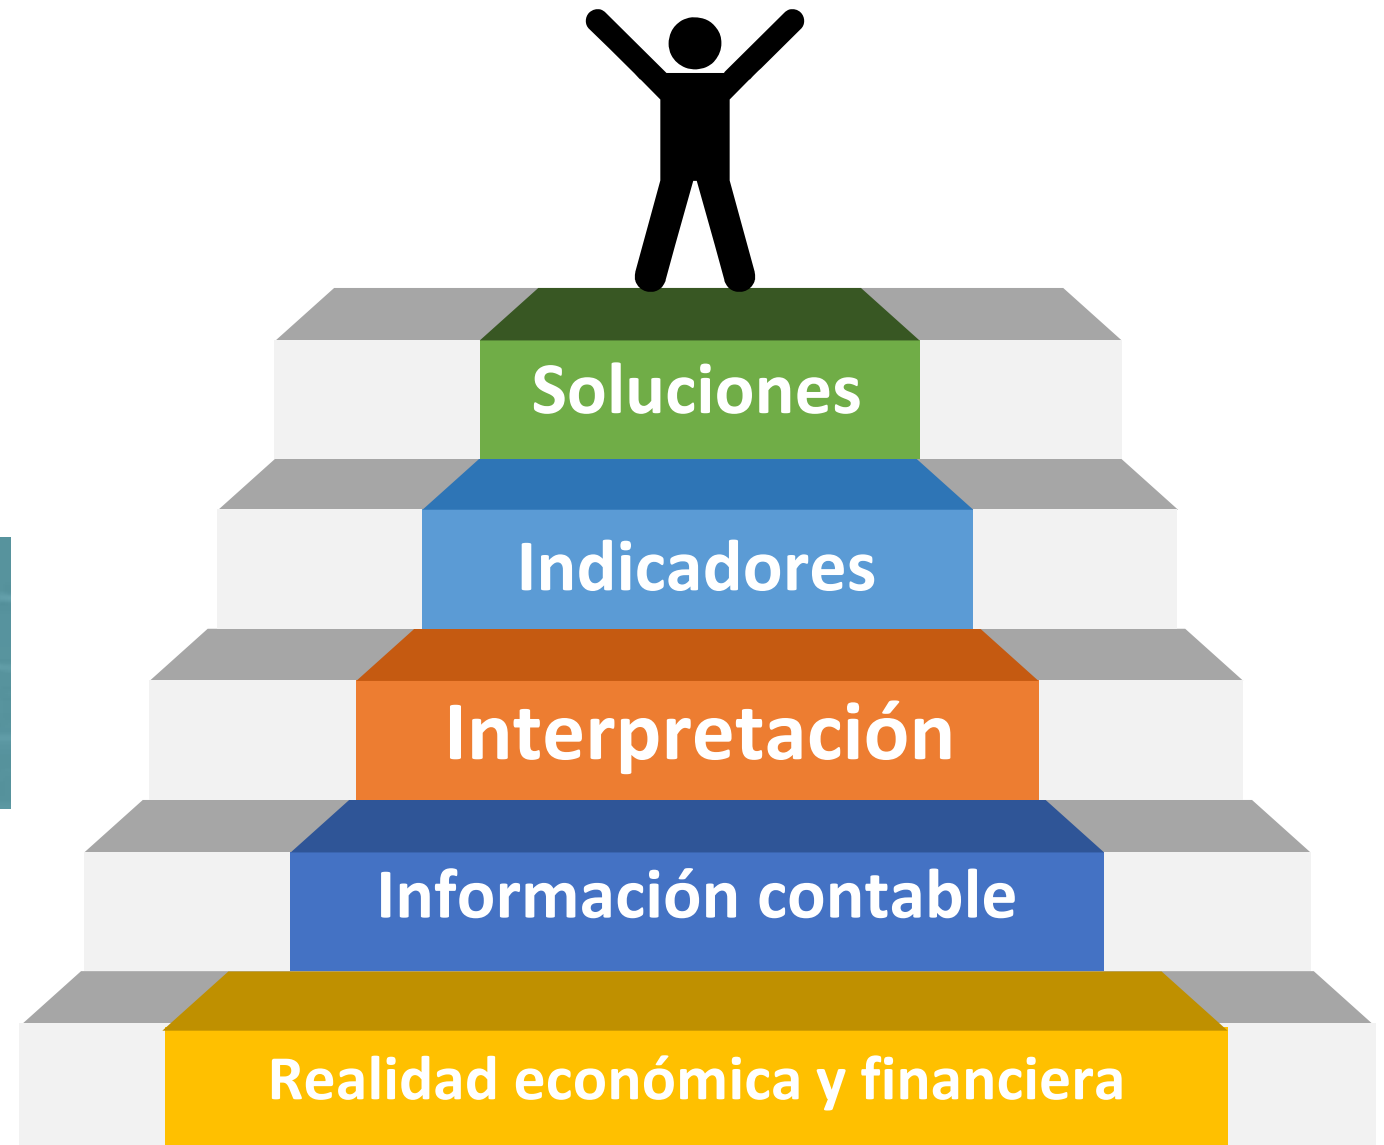 Soluciones
Indicadores
Interpretación
Información contable
Realidad económica y financiera